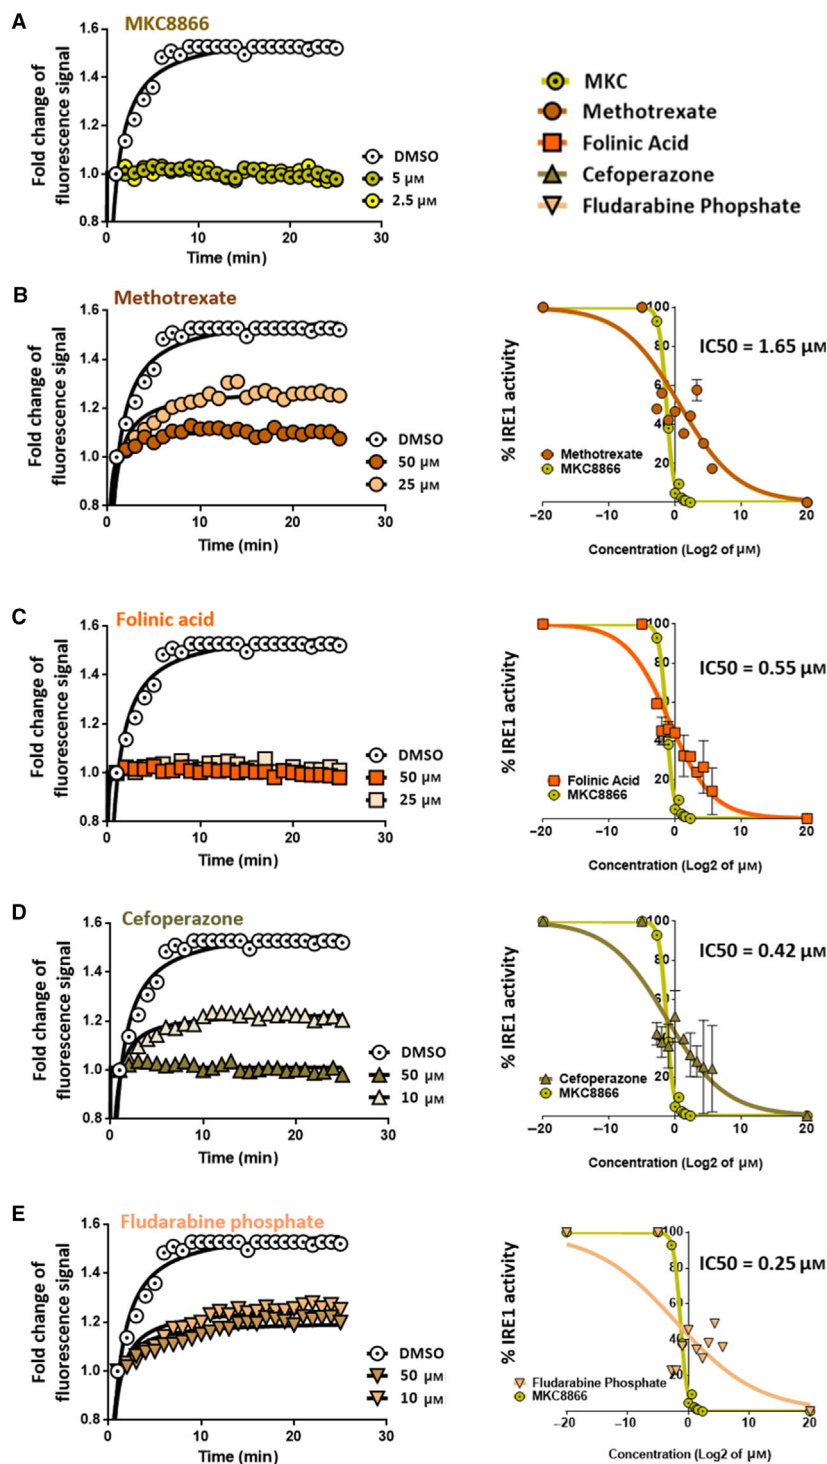 A
MKC8866
1.6
1.4
1.2
1.0
0.8
0
10
20
30
Fold change of
fluorescence signal
Time (min)
DMSO
5 μM
2.5 μM
MKC
Methotrexate
Folinic Acid
Cefoperazone
Fludarabine Phopshate
B
Methotrexate
1.6
1.4
1.2
1.0
0.8
0
10
20
30
Fold change of
fluorescence signal
Time (min)
DMSO
50 μM
25 μM
100
80
60
40
20
% IRE1 activity
IC50 = 1.65 μM
Methotrexate
MKC8866
–20
–10
0
10
20
Concentration (Log2 of μM)
C
Folinic acid
1.6
1.4
1.2
1.0
0.8
0
10
20
30
Fold change of
fluorescence signal
Time (min)
DMSO
50 μM
25 μM
100
80
60
40
20
% IRE1 activity
IC50 = 0.55 μM
Folinic Acid
MKC8866
–20
–10
0
10
20
Concentration (Log2 of μM)
D
Cefoperazone
1.6
1.4
1.2
1.0
0.8
0
10
20
30
Fold change of
fluorescence signal
Time (min)
DMSO
50 μM
10 μM
100
80
60
40
20
% IRE1 activity
IC50 = 0.42 μM
Cefoperazone
MKC8866
–20
–10
0
10
20
Concentration (Log2 of μM)
E
Fludarabine phosphate
1.6
1.4
1.2
1.0
0.8
0
10
20
30
Fold change of
fluorescence signal
Time (min)
DMSO
50 μM
10 μM
100
80
60
40
20
% IRE1 activity
IC50 = 0.25 μM
Fludarabine Phosphate
MKC8866
–20
–10
0
10
20
Concentration (Log2 of μM)